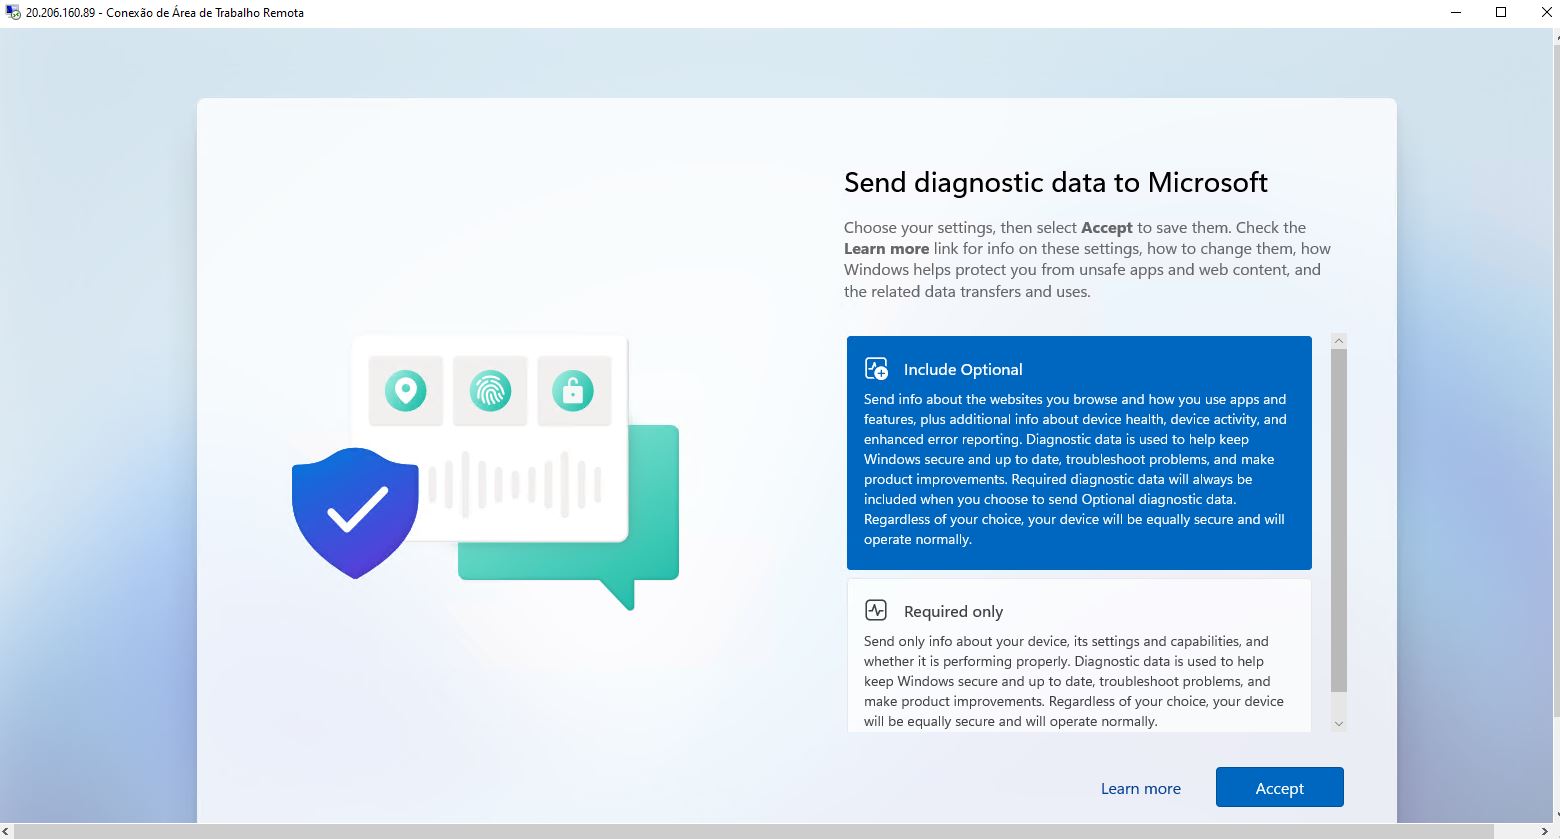 20.206.160.89 - Conexão de Área de Trabalho Remota
Send diagnostic data to Microsoft
Choose your settings, then select Accept to save them. Check the
Learn more link for info on these settings, how to change them, how
Windows helps protect you from unsafe apps and web content, and
the related data transfers and uses.
Include Optional
Send info about the websites you browse and how you use apps and
features, plus additional info about device health, device activity, and
enhanced error reporting. Diagnostic data is used to help keep
Windows secure and up to date, troubleshoot problems, and make
product improvements. Required diagnostic data will always be
included when you choose to send Optional diagnostic data.
Regardless of your choice, your device will be equally secure and will
operate normally.
Required only
Send only info about your device, its settings and capabilities, and
whether it is performing properly. Diagnostic data is used to help
keep Windows secure and up to date, troubleshoot problems, and
make product improvements. Regardless of your choice, your device
will be equally secure and will operate normally.
Learn more
Accept